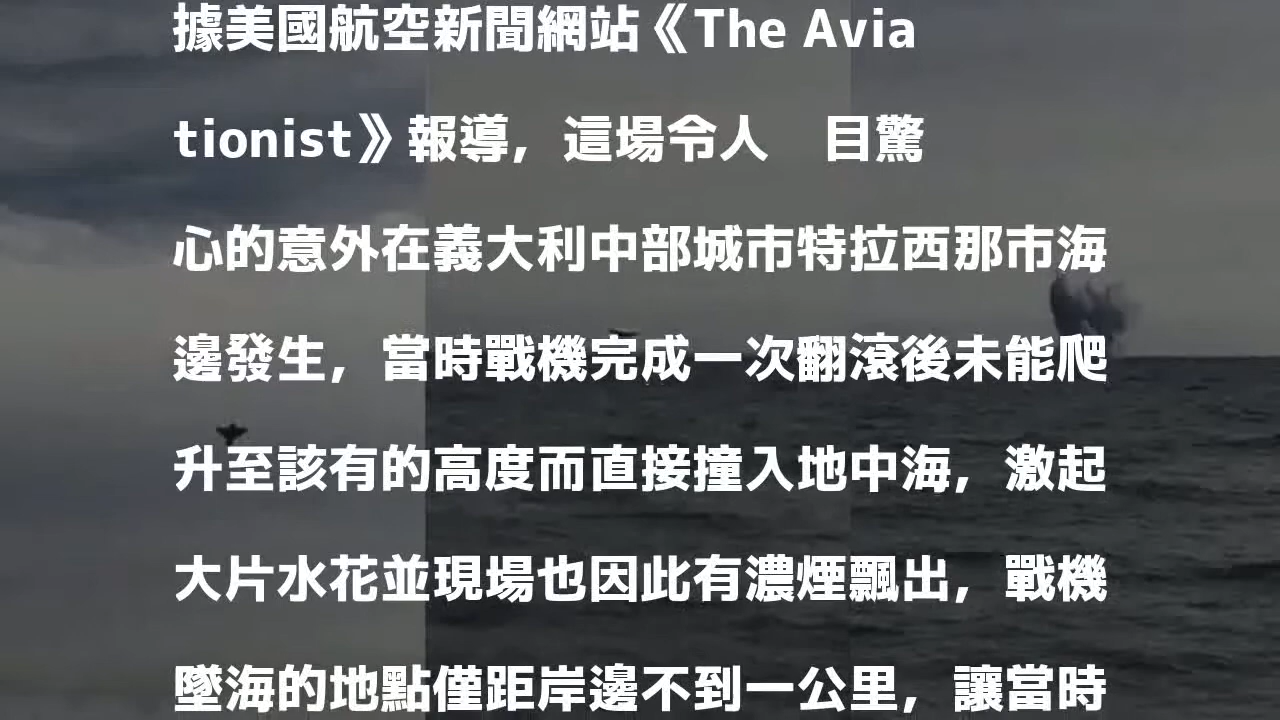 據美國航空新聞網站《The Avia
tionist》報導，這場令人　目驚
心的意外在義大利中部城市特拉西那市海
邊發生，當時戰機完成一次翻滾後未能爬
升至該有的高度而直接撞入地中海，激起
大片水花並現場也因此有濃煙飄出，戰機
墜海的地點僅距岸邊不到一公里，讓當時